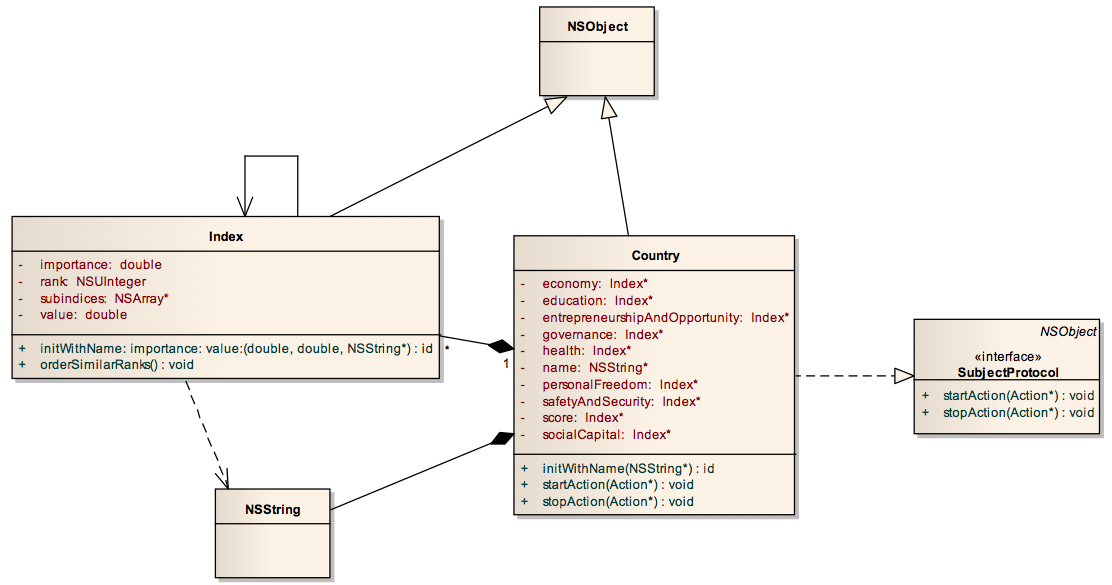 NSObject
Index
- importance: double
- rank: NSUInteger
- subindices: NSArray*
- value: double
+ initWithName: importance: value:(double, double, NSString*) : id
+ orderSimilarRanks() : void
*
1
Country
- economy: Index*
- education: Index*
- entrepreneurshipAndOpportunity: Index*
- governance: Index*
- health: Index*
- name: NSString*
- personalFreedom: Index*
- safetyAndSecurity: Index*
- score: Index*
- socialCapital: Index*
+ initWithName(NSString*) : id
+ startAction(Action*) : void
+ stopAction(Action*) : void
NSObject
«interface»
SubjectProtocol
+ startAction(Action*) : void
+ stopAction(Action*) : void
NSString